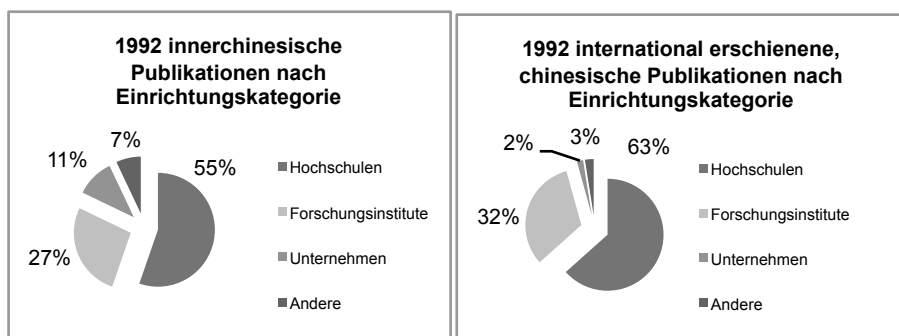 1992 innerchinesische
Publikationen nach
Einrichtungskategorie
7%
11%
55%
27%
Hochschulen
Forschungsinstitute
Unternehmen
Andere
1992 international erschienene,
chinesische Publikationen nach
Einrichtungskategorie
2%
3%
63%
32%
Hochschulen
Forschungsinstitute
Unternehmen
Andere